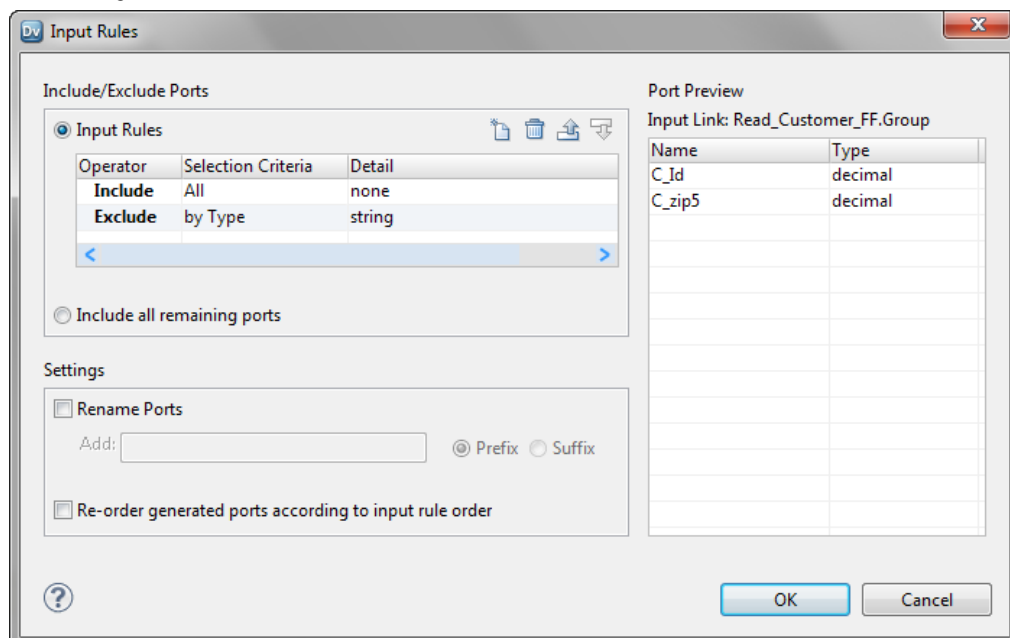 Dv Input Rules
Include/Exclude Ports
Input Rules
Operator Selection Criteria Detail
Include All none
Exclude by Type string
Include all remaining ports
Settings
Rename Ports
Add: Prefix Suffix
Re-order generated ports according to input rule order
Port Preview
Input Link: Read_Customer_FF.Group
Name Type
C_Id decimal
C_zip5 decimal
?
OK Cancel